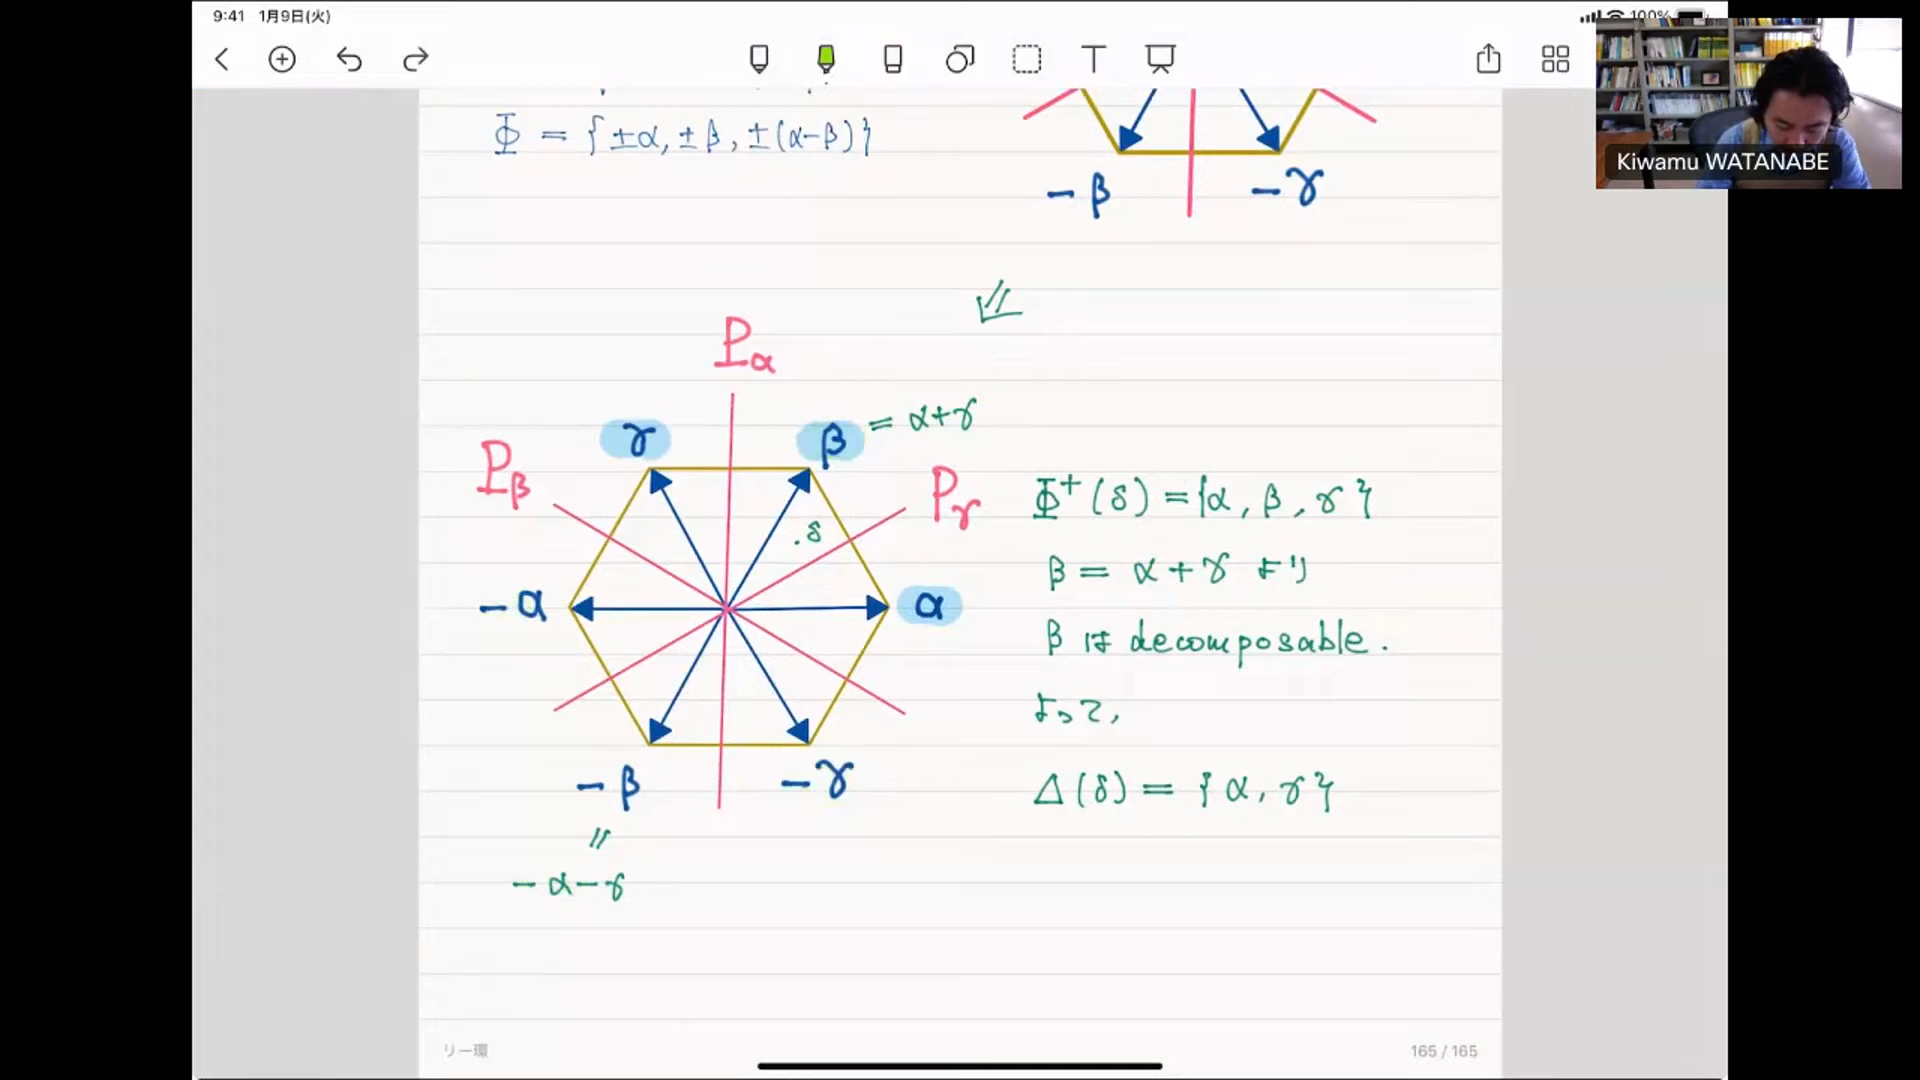 9:41 1月9日(火)
100%
Kiwamu WATANABE
Φ = {±α, ±β, ±(α-β)}
-β
-γ
Pα
γ
β = α+γ
Pβ
Pγ
.δ
-α
α
-β
-γ
//
-α-γ
Φ⁺(δ) = {α, β, γ}
β = α+γ より
β は decomposable.
よって,
Δ(δ) = {α, γ}
リー環
165 / 165